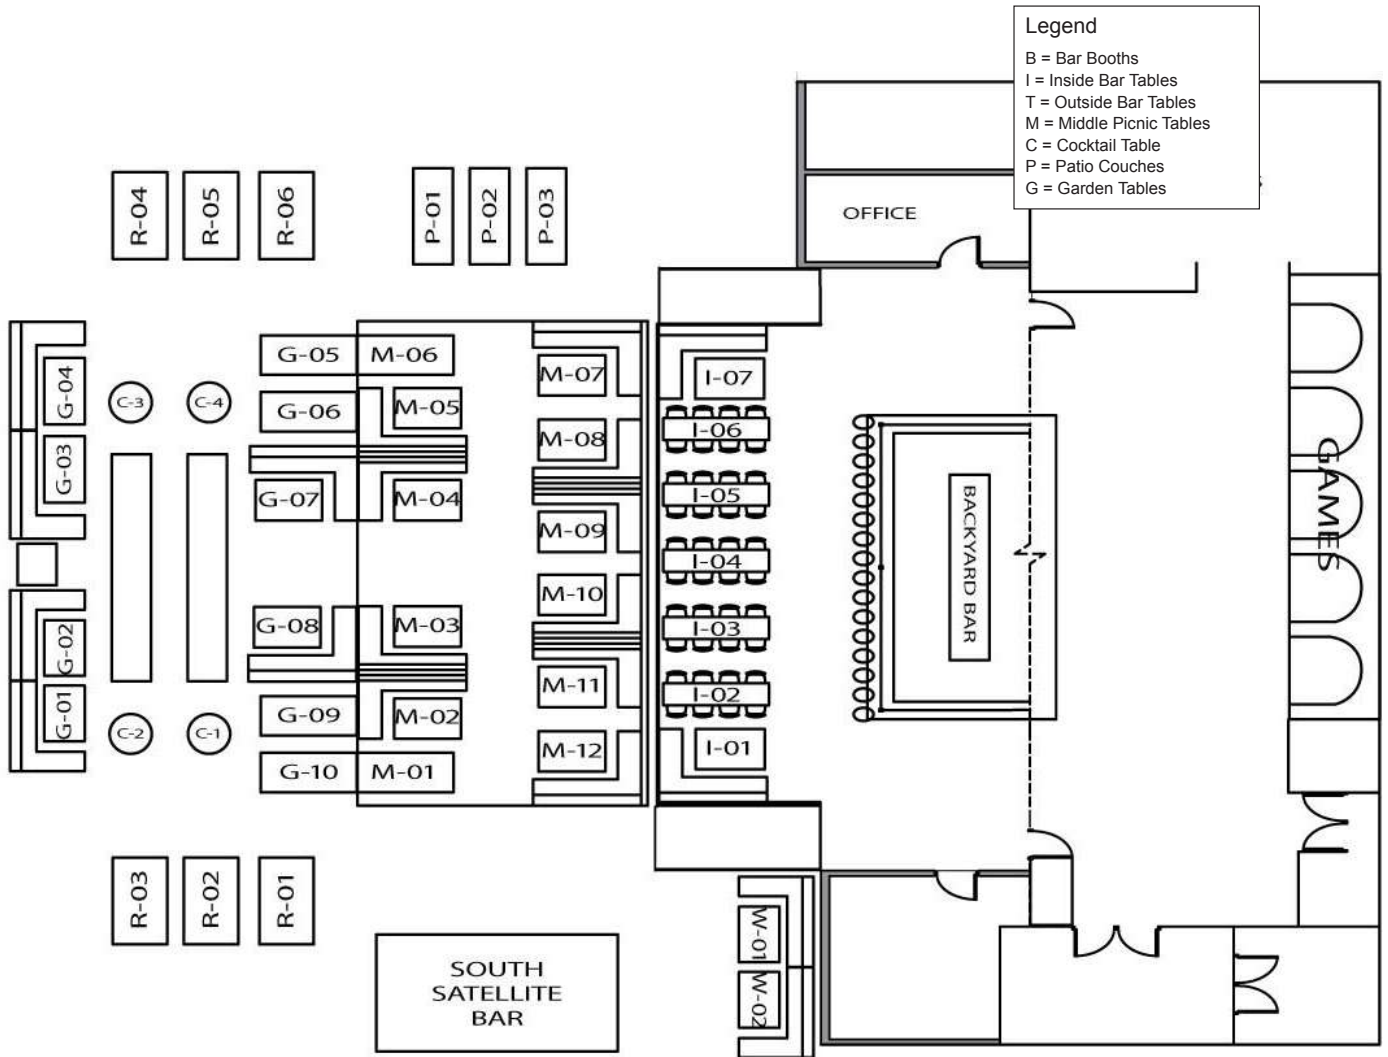 Legend
B = Bar Booths
I = Inside Bar Tables
T = Outside Bar Tables
M = Middle Picnic Tables
C = Cocktail Table
P = Patio Couches
G = Garden Tables
OFFICE
R-04
R-05
R-06
P-01
P-02
P-03
G-04
G-03
G-02
G-01
C-3
C-4
C-2
C-1
G-05
M-06
G-06
M-05
G-07
M-04
G-08
M-03
G-09
M-02
G-10
M-01
M-07
M-08
M-09
M-10
M-11
M-12
I-07
I-06
I-05
I-04
I-03
I-02
I-01
BACKYARD BAR
GAMES
R-03
R-02
R-01
SOUTH
SATELLITE
BAR
W-01
W-02